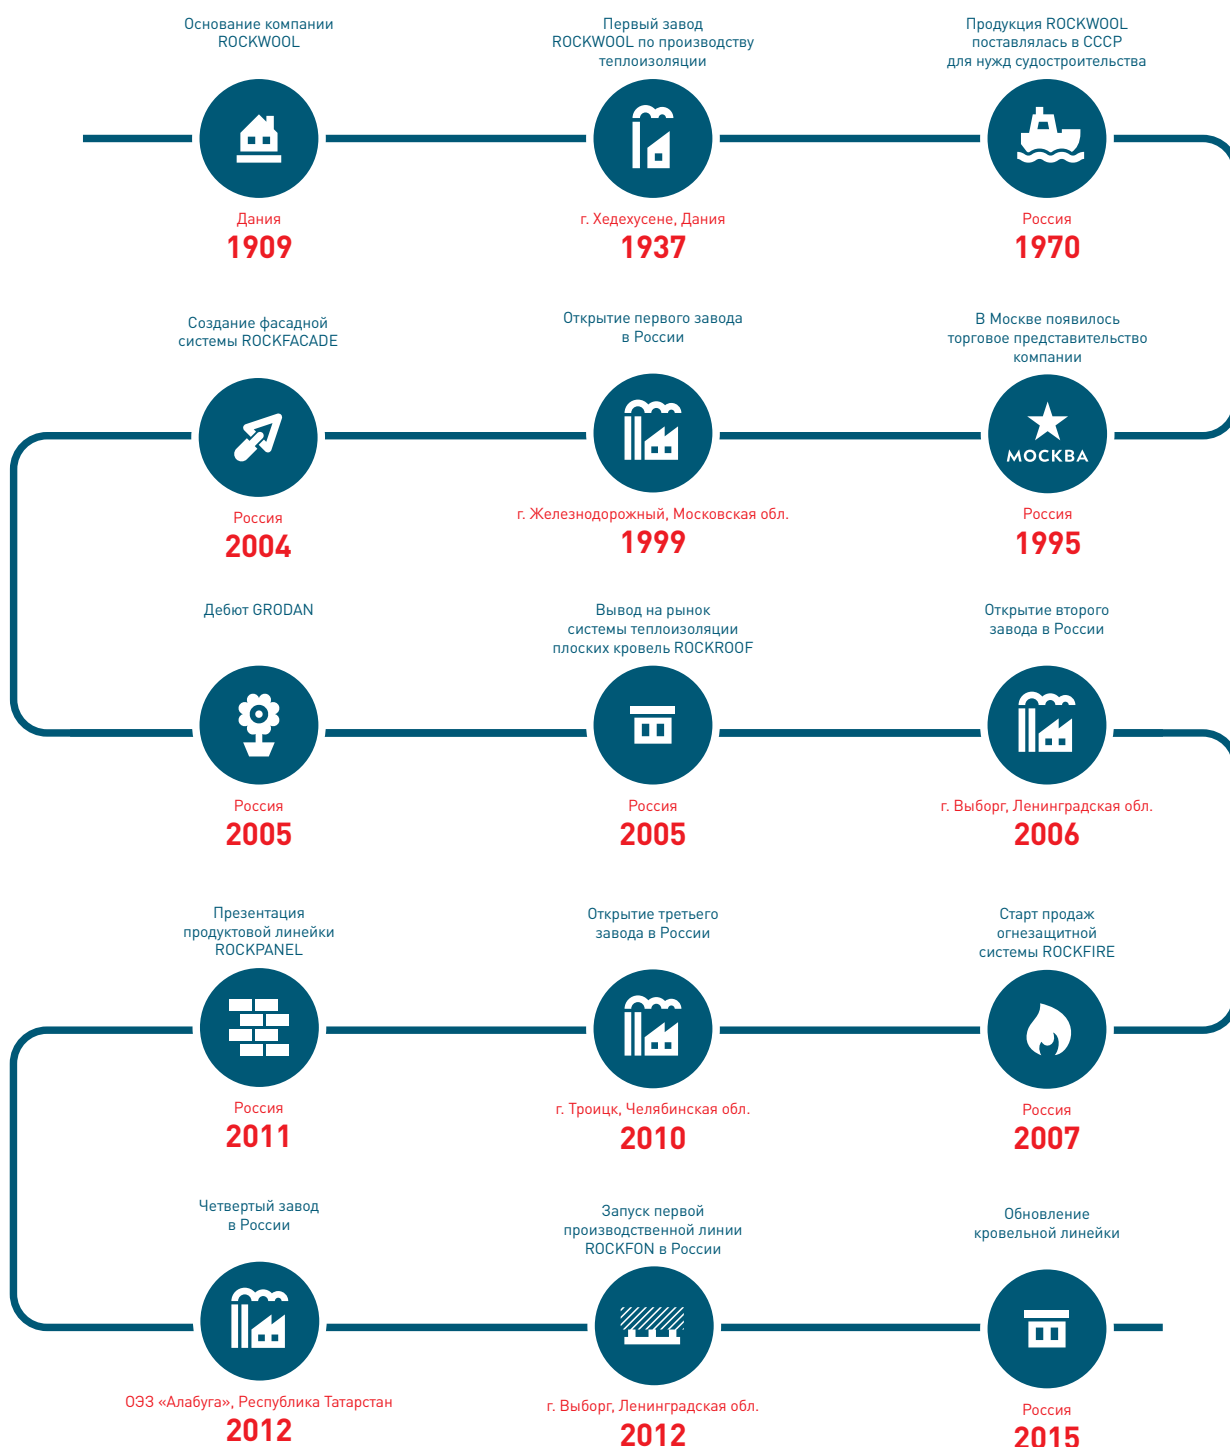 Основание компании
ROCKWOOL
Дания
1909
Первый завод
ROCKWOOL по производству
теплоизоляции
г. Хедехусене, Дания
1937
Продукция ROCKWOOL
поставлялась в СССР
для нужд судостроительства
Россия
1970
В Москве появилось
торговое представительство
компании
МОСКВА
Россия
1995
Открытие первого завода
в России
г. Железнодорожный, Московская обл.
1999
Создание фасадной
системы ROCKFACADE
Россия
2004
Дебют GRODAN
Россия
2005
Вывод на рынок
системы теплоизоляции
плоских кровель ROCKROOF
Россия
2005
Открытие второго
завода в России
г. Выборг, Ленинградская обл.
2006
Старт продаж
огнезащитной
системы ROCKFIRE
Россия
2007
Открытие третьего
завода в России
г. Троицк, Челябинская обл.
2010
Презентация
продуктовой линейки
ROCKPANEL
Россия
2011
Четвертый завод
в России
ОЭЗ «Алабуга», Республика Татарстан
2012
Запуск первой
производственной линии
ROCKFON в России
г. Выборг, Ленинградская обл.
2012
Обновление
кровельной линейки
Россия
2015